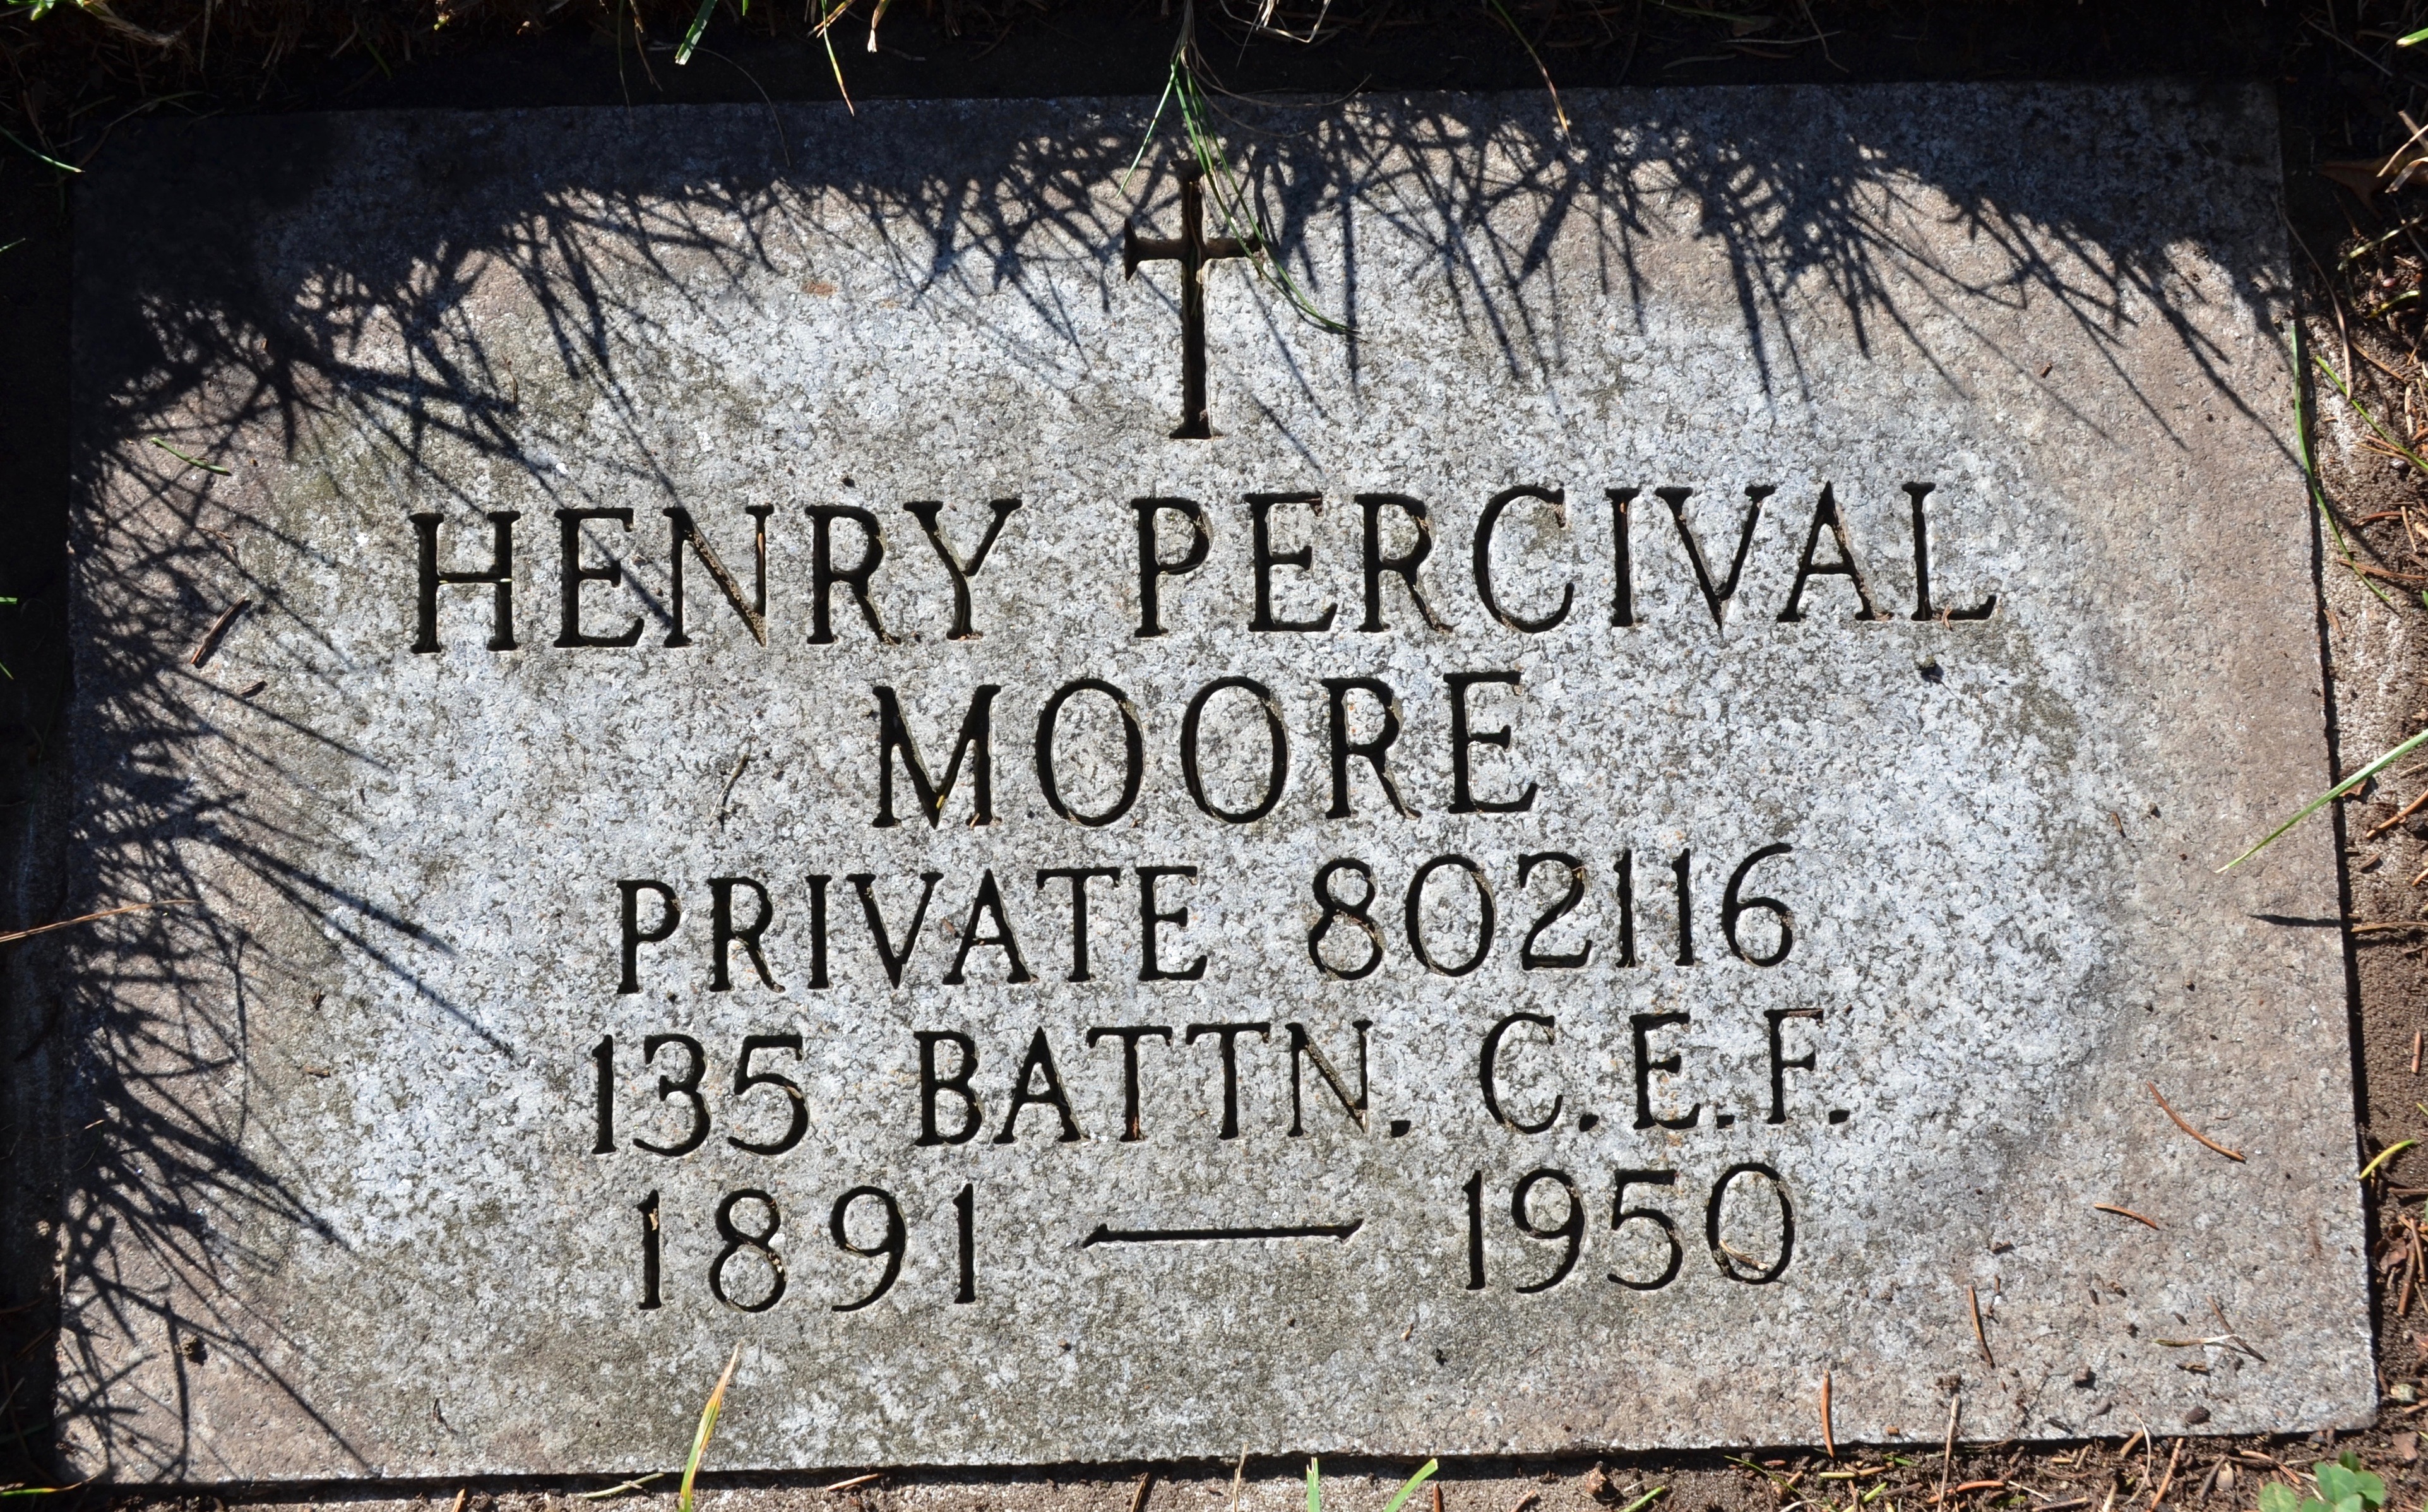 HENRY PERCIVAL
MOORE
PRIVATE 802116
135 BATTN. C.E.F.
1891 — 1950